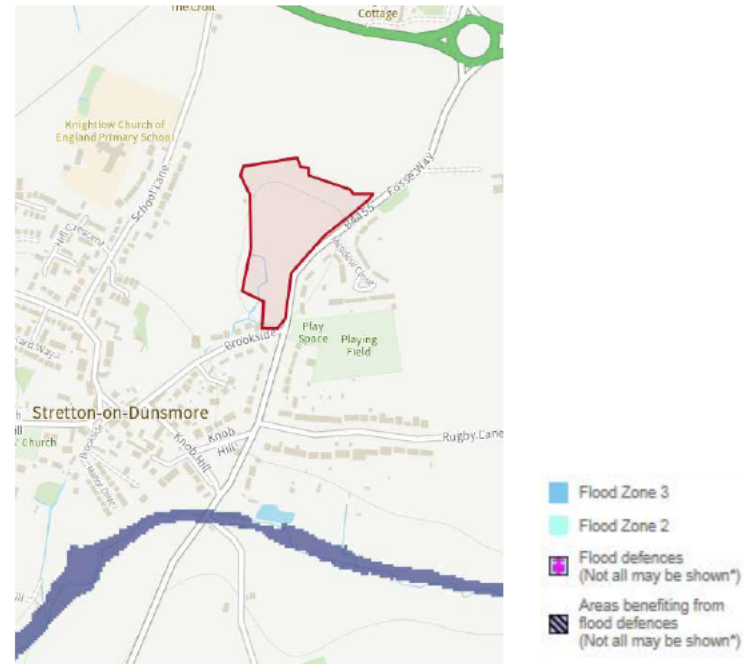 The Croft
Cottage
Knightlow Church of
England Primary School
School Lane
Fosse Way
B4455
Hill Crescent
Meadow Close
Play
Space
Playing
Field
Brookside
Stretton-on-Dunsmore
Church
Brookside
Knob Hill
Knob
Hill
Rugby Lane
Flood Zone 3
Flood Zone 2
Flood defences
(Not all may be shown*)
Areas benefiting from
flood defences
(Not all may be shown*)